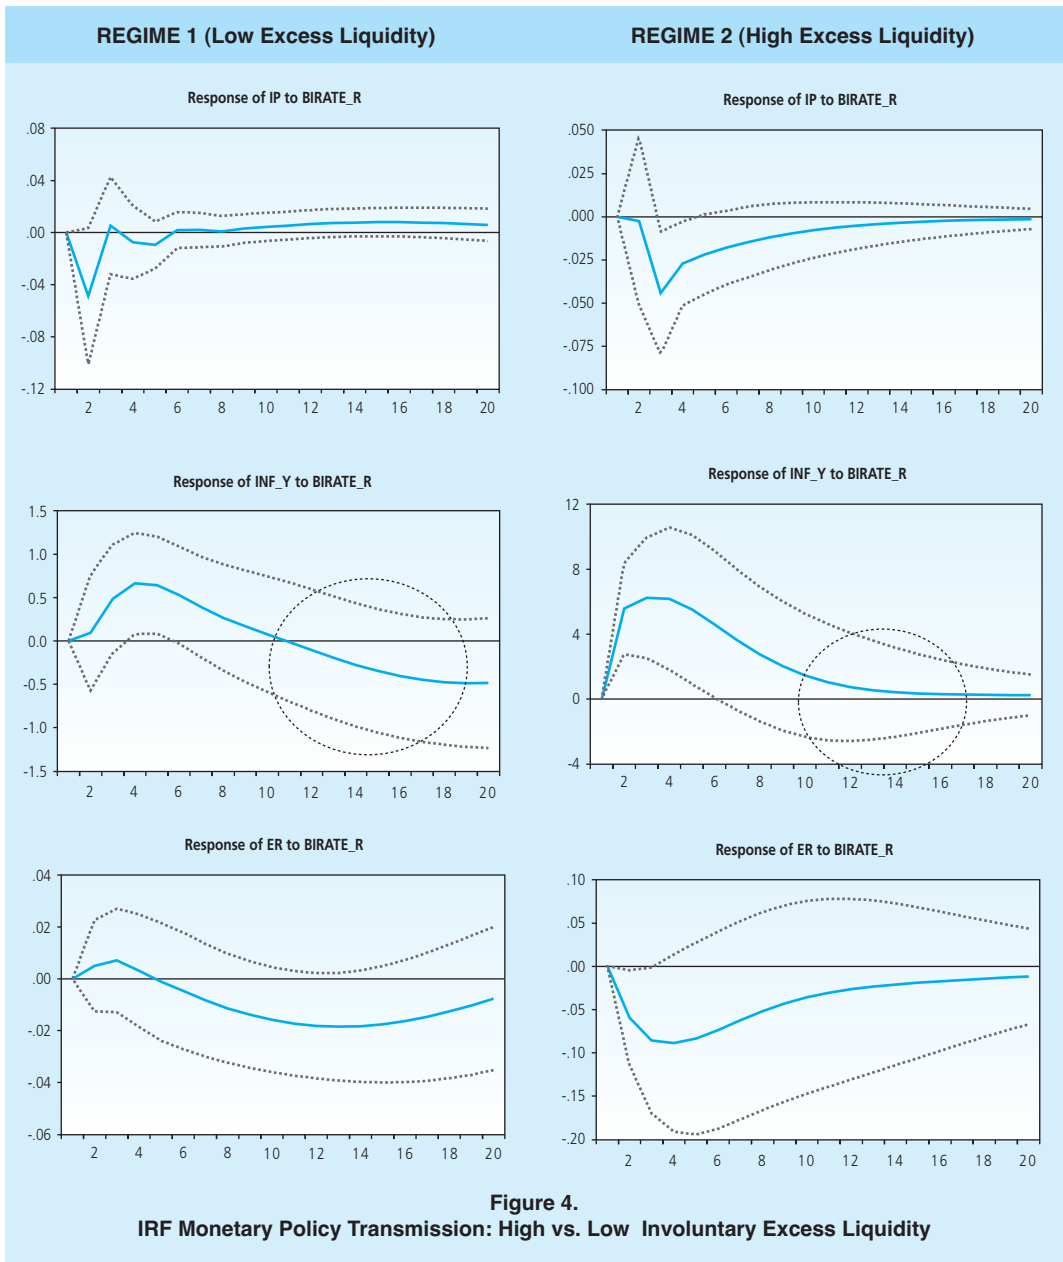 REGIME 1 (Low Excess Liquidity)
REGIME 2 (High Excess Liquidity)
Response of IP to BIRATE_R
.08
.04
.00
-.04
-.08
-.12
2 4 6 8 10 12 14 16 18 20
Response of IP to BIRATE_R
.050
.025
.000
-.025
-.050
-.075
-.100
2 4 6 8 10 12 14 16 18 20
Response of INF_Y to BIRATE_R
1.5
1.0
0.5
0.0
-0.5
-1.0
-1.5
2 4 6 8 10 12 14 16 18 20
Response of INF_Y to BIRATE_R
12
8
4
0
-4
2 4 6 8 10 12 14 16 18 20
Response of ER to BIRATE_R
.04
.02
.00
-.02
-.04
-.06
2 4 6 8 10 12 14 16 18 20
Response of ER to BIRATE_R
.10
.05
.00
-.05
-.10
-.15
-.20
2 4 6 8 10 12 14 16 18 20
Figure 4.
IRF Monetary Policy Transmission: High vs. Low Involuntary Excess Liquidity